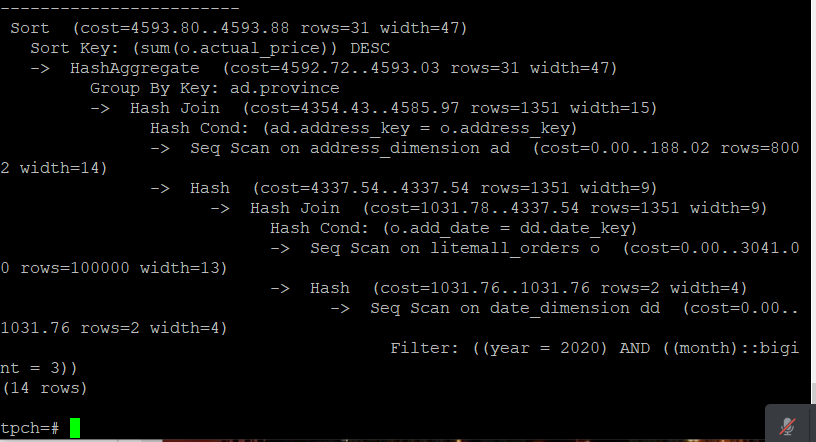 ------------------------
 Sort  (cost=4593.80..4593.88 rows=31 width=47)
   Sort Key: (sum(o.actual_price)) DESC
   ->  HashAggregate  (cost=4592.72..4593.03 rows=31 width=47)
         Group By Key: ad.province
         ->  Hash Join  (cost=4354.43..4585.97 rows=1351 width=15)
               Hash Cond: (ad.address_key = o.address_key)
               ->  Seq Scan on address_dimension ad  (cost=0.00..188.02 rows=800
2 width=14)
               ->  Hash  (cost=4337.54..4337.54 rows=1351 width=9)
                     ->  Hash Join  (cost=1031.78..4337.54 rows=1351 width=9)
                           Hash Cond: (o.add_date = dd.date_key)
                           ->  Seq Scan on litemall_orders o  (cost=0.00..3041.0
0 rows=100000 width=13)
                           ->  Hash  (cost=1031.76..1031.76 rows=2 width=4)
                                 ->  Seq Scan on date_dimension dd  (cost=0.00..
1031.76 rows=2 width=4)
                                       Filter: ((year = 2020) AND ((month)::bigi
nt = 3))
(14 rows)

tpch=#